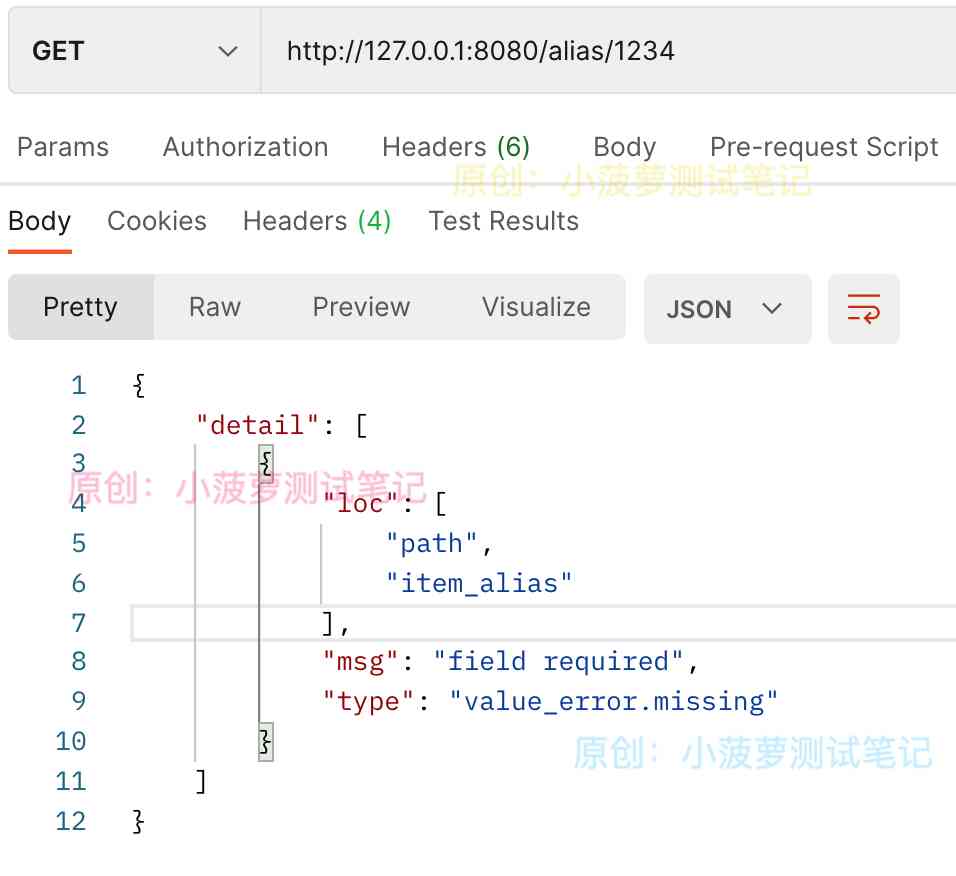 GET http://127.0.0.1:8080/alias/1234
Params Authorization Headers (6) Body Pre-request Script
原创：小菠萝测试笔记
Body Cookies Headers (4) Test Results
Pretty Raw Preview Visualize JSON
1 {
2 "detail": [
3 {
原创：小菠萝测试笔记
4 "loc": [
5 "path",
6 "item_alias"
7 ],
8 "msg": "field required",
9 "type": "value_error.missing"
10 }
原创：小菠萝测试笔记
11 ]
12 }